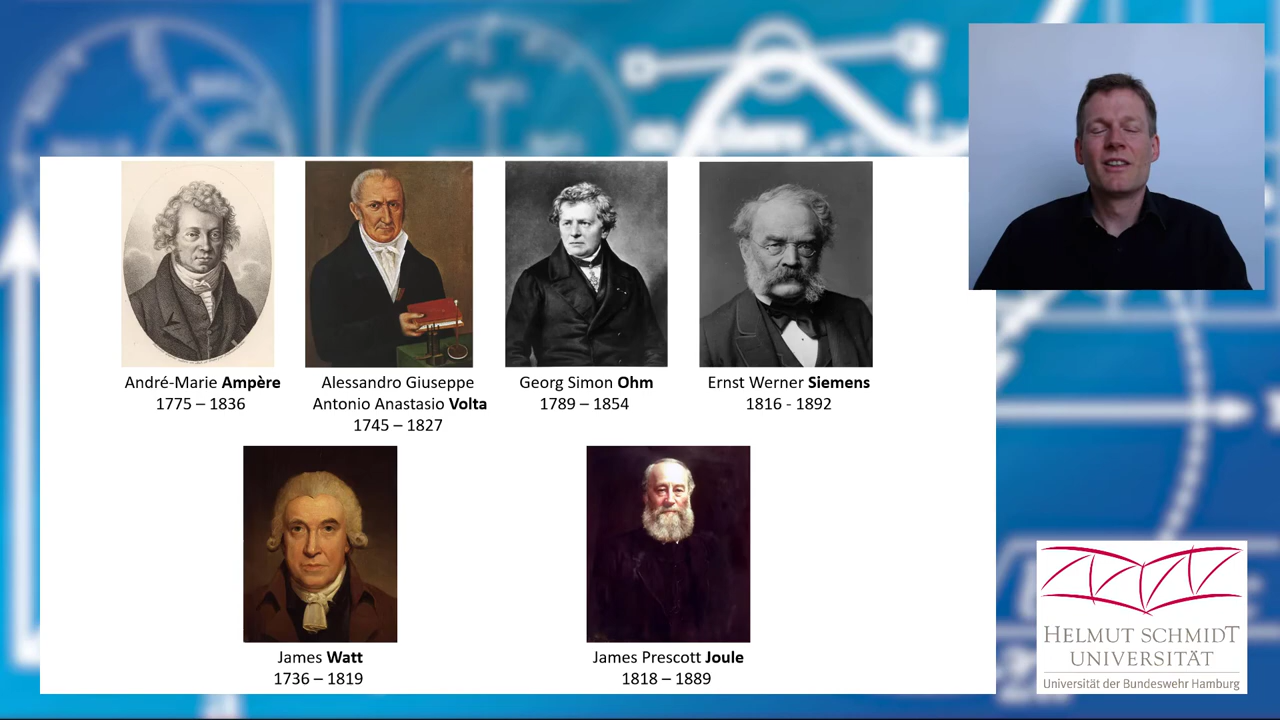 André-Marie Ampère
1775 – 1836
Alessandro Giuseppe
Antonio Anastasio Volta
1745 – 1827
Georg Simon Ohm
1789 – 1854
Ernst Werner Siemens
1816 - 1892
James Watt
1736 – 1819
James Prescott Joule
1818 – 1889
HELMUT SCHMIDT
UNIVERSITÄT
Universität der Bundeswehr Hamburg